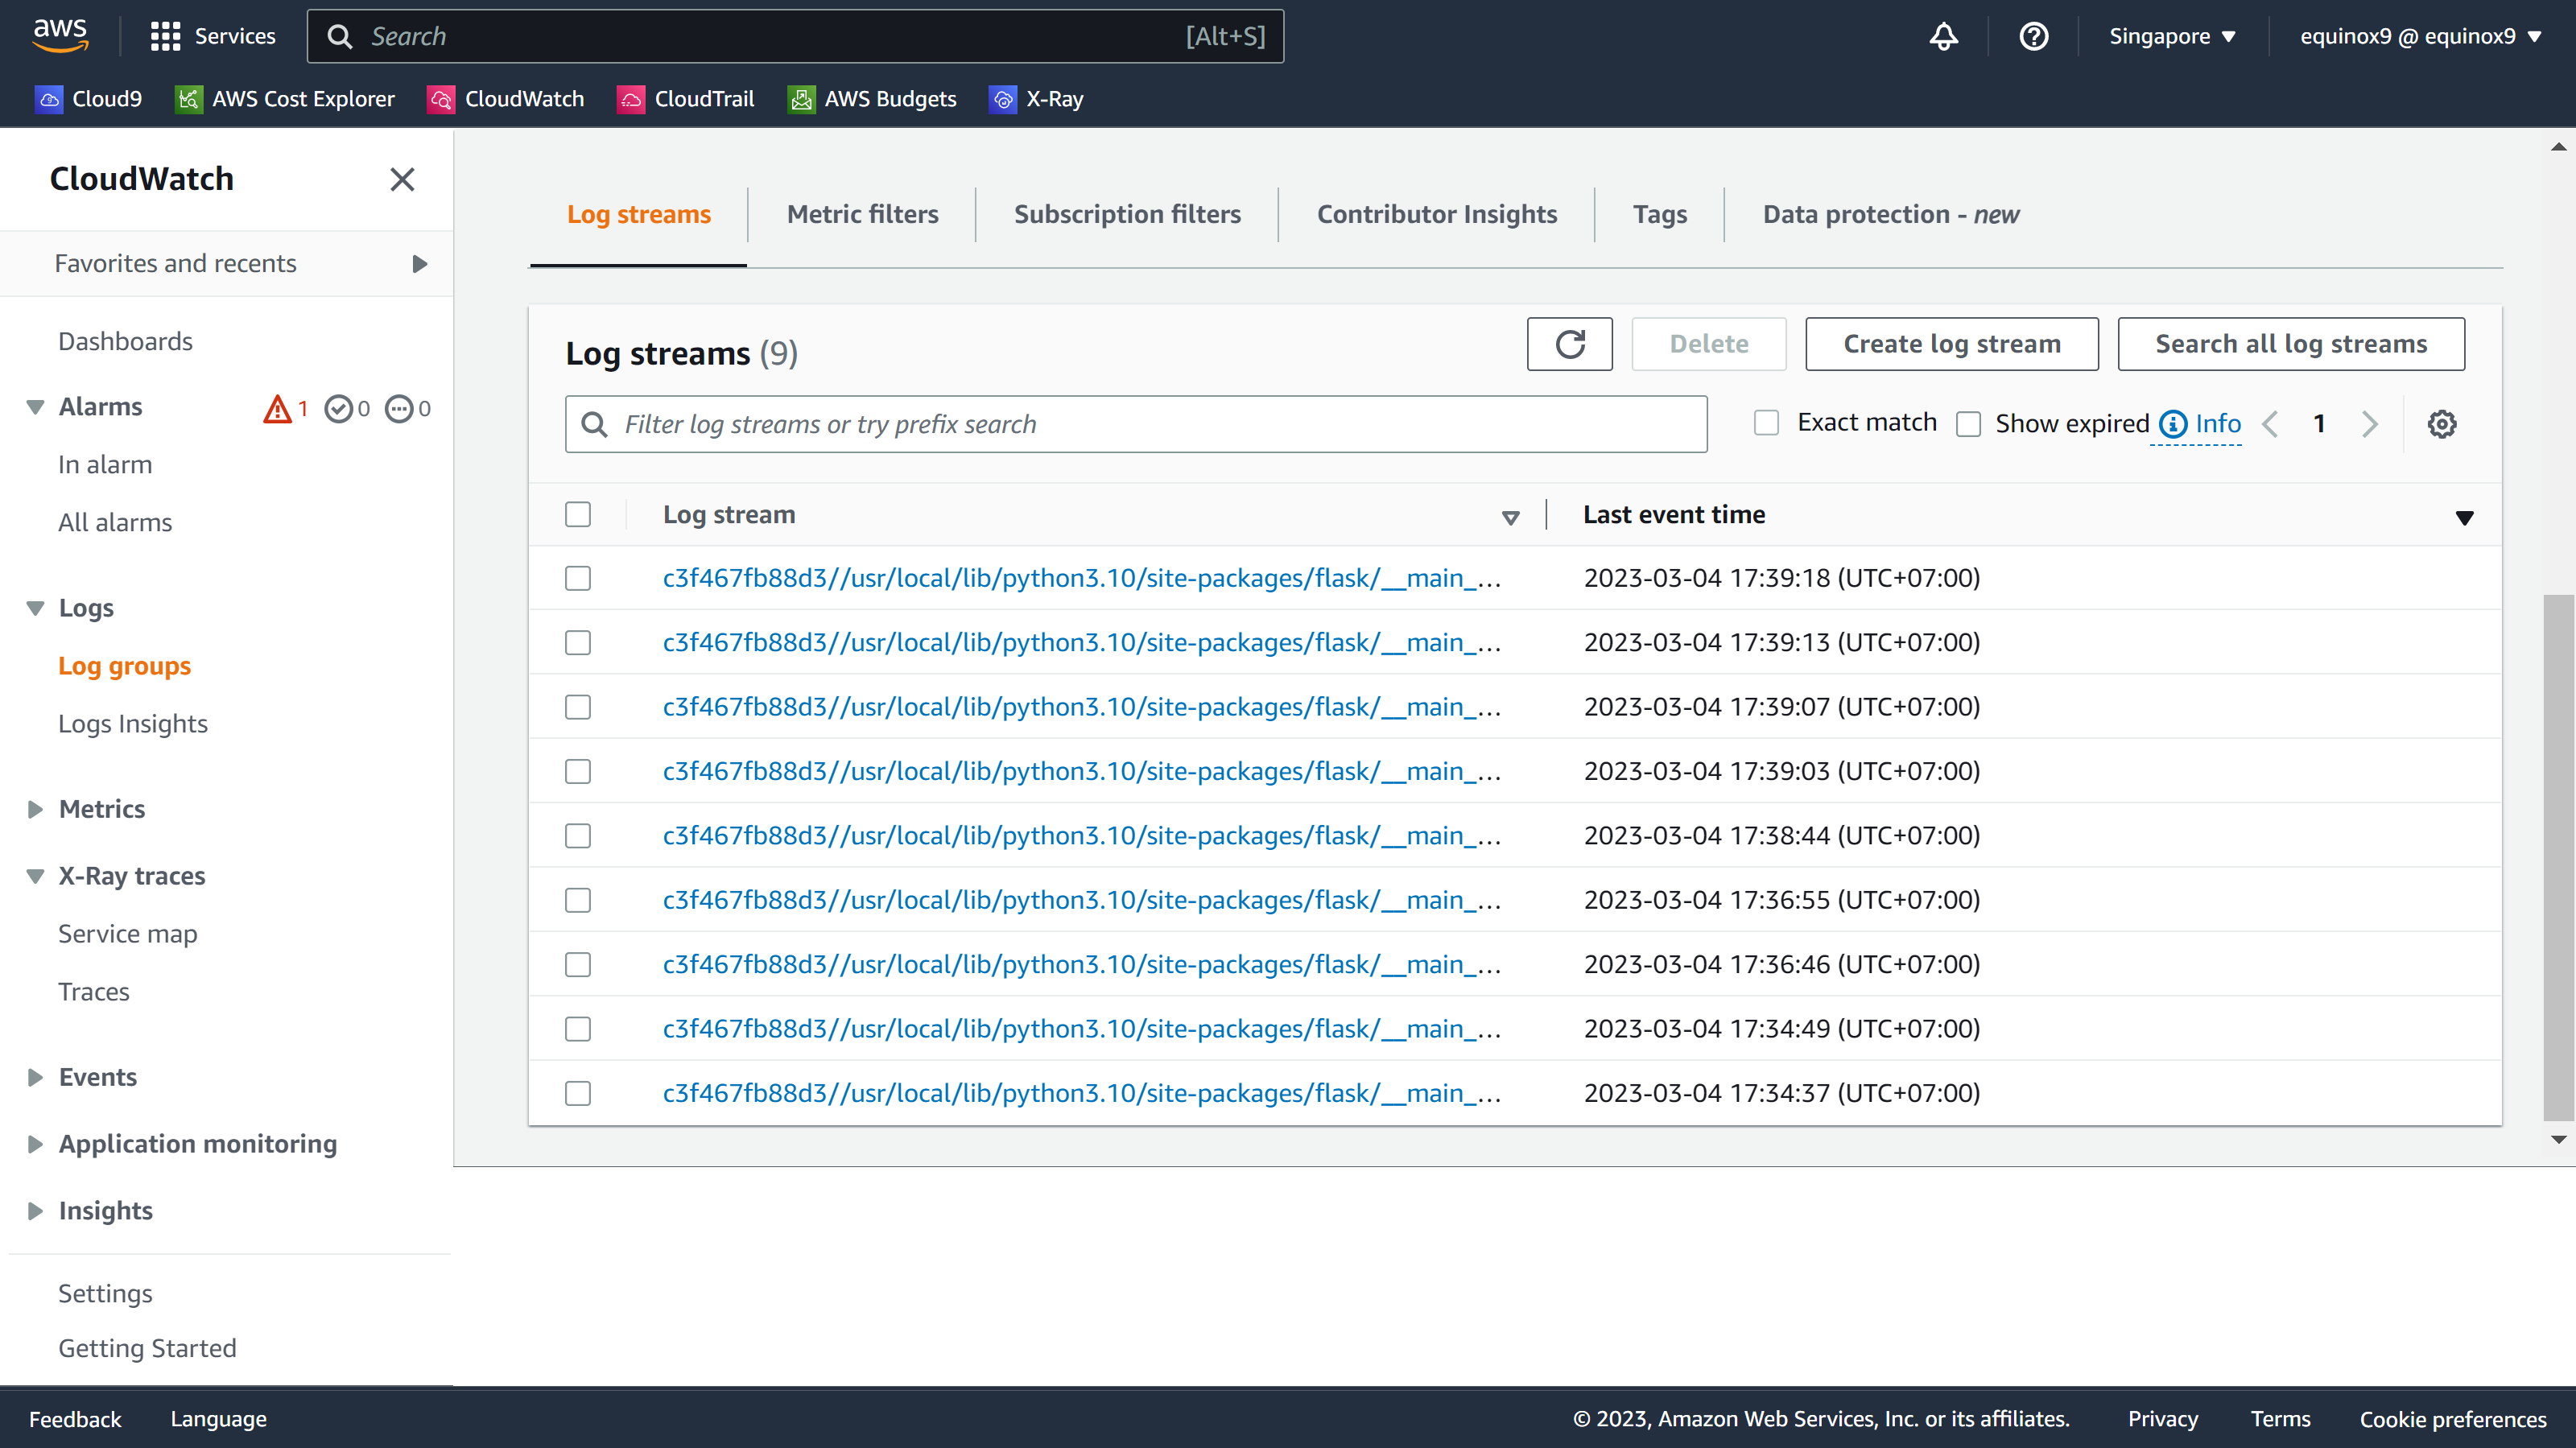 aws Services Search [Alt+S] Singapore equinox9 @ equinox9
Cloud9 AWS Cost Explorer CloudWatch CloudTrail AWS Budgets X-Ray
CloudWatch
Favorites and recents
Dashboards
Alarms 1 0 0
In alarm
All alarms
Logs
Log groups
Logs Insights
Metrics
X-Ray traces
Service map
Traces
Events
Application monitoring
Insights
Settings
Getting Started
Log streams Metric filters Subscription filters Contributor Insights Tags Data protection - new
Log streams (9) Delete Create log stream Search all log streams
Filter log streams or try prefix search Exact match Show expired Info 1
Log stream Last event time
c3f467fb88d3//usr/local/lib/python3.10/site-packages/flask/__main_... 2023-03-04 17:39:18 (UTC+07:00)
c3f467fb88d3//usr/local/lib/python3.10/site-packages/flask/__main_... 2023-03-04 17:39:13 (UTC+07:00)
c3f467fb88d3//usr/local/lib/python3.10/site-packages/flask/__main_... 2023-03-04 17:39:07 (UTC+07:00)
c3f467fb88d3//usr/local/lib/python3.10/site-packages/flask/__main_... 2023-03-04 17:39:03 (UTC+07:00)
c3f467fb88d3//usr/local/lib/python3.10/site-packages/flask/__main_... 2023-03-04 17:38:44 (UTC+07:00)
c3f467fb88d3//usr/local/lib/python3.10/site-packages/flask/__main_... 2023-03-04 17:36:55 (UTC+07:00)
c3f467fb88d3//usr/local/lib/python3.10/site-packages/flask/__main_... 2023-03-04 17:36:46 (UTC+07:00)
c3f467fb88d3//usr/local/lib/python3.10/site-packages/flask/__main_... 2023-03-04 17:34:49 (UTC+07:00)
c3f467fb88d3//usr/local/lib/python3.10/site-packages/flask/__main_... 2023-03-04 17:34:37 (UTC+07:00)
Feedback Language © 2023, Amazon Web Services, Inc. or its affiliates. Privacy Terms Cookie preferences